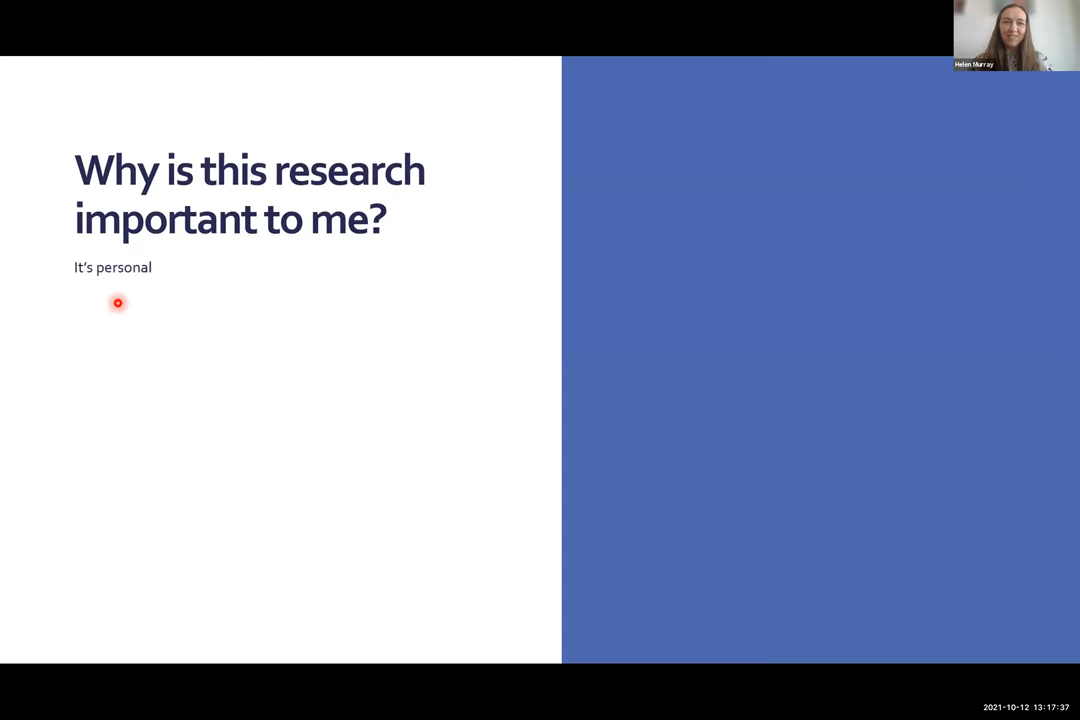 Helen Murray
Why is this research
important to me?
It's personal
2021-10-12 13:17:37